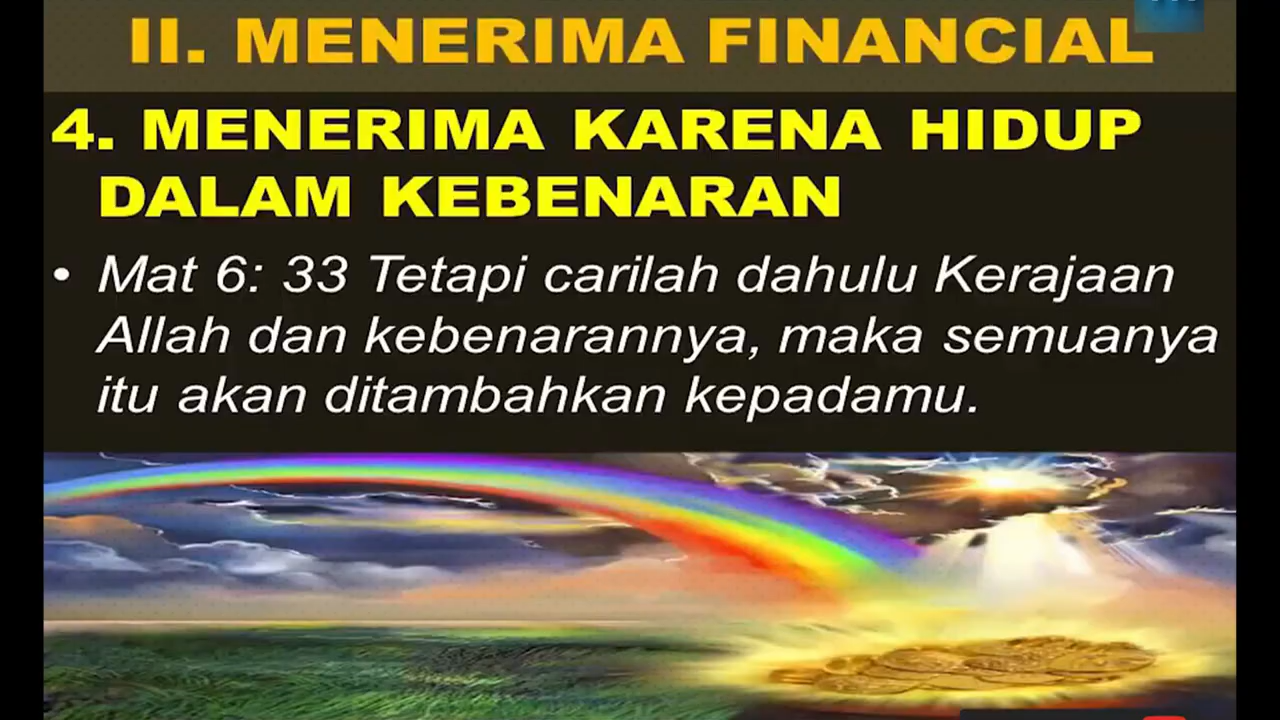 II. MENERIMA FINANCIAL
4. MENERIMA KARENA HIDUP
DALAM KEBENARAN
• Mat 6: 33 Tetapi carilah dahulu Kerajaan
Allah dan kebenarannya, maka semuanya
itu akan ditambahkan kepadamu.